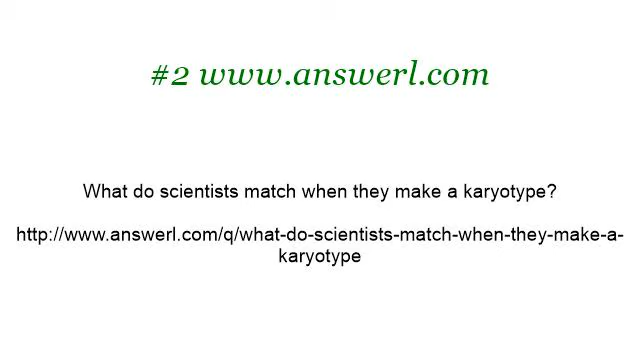 #2 www.answerl.com
What do scientists match when they make a karyotype?
http://www.answerl.com/q/what-do-scientists-match-when-they-make-a-
karyotype